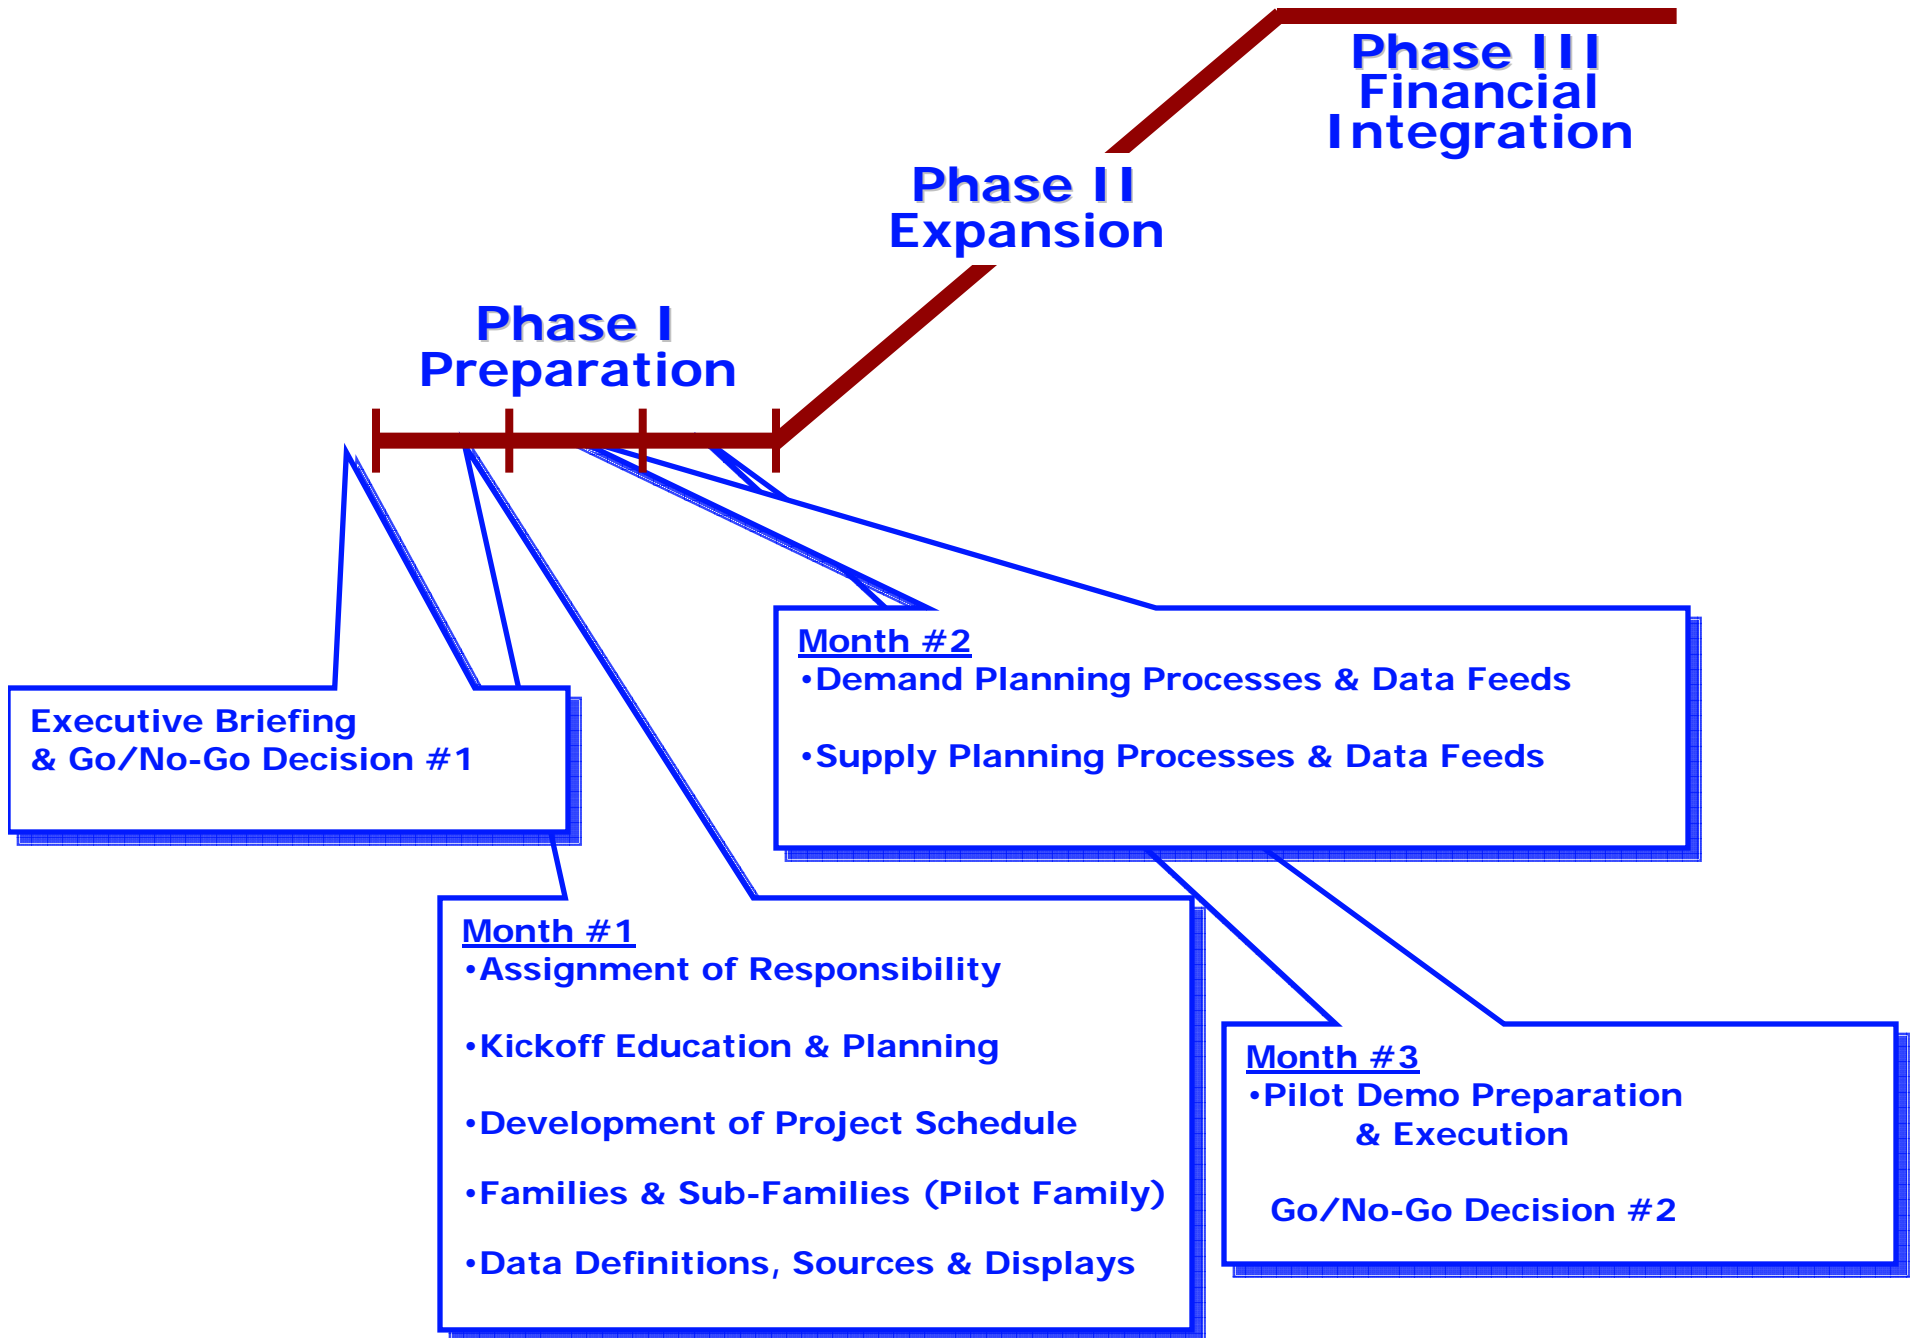 Phase III
Financial
Integration
Phase II
Expansion
Phase I
Preparation
Executive Briefing
& Go/No-Go Decision #1
Month #2
•Demand Planning Processes & Data Feeds
•Supply Planning Processes & Data Feeds
Month #1
•Assignment of Responsibility
•Kickoff Education & Planning
•Development of Project Schedule
•Families & Sub-Families (Pilot Family)
•Data Definitions, Sources & Displays
Month #3
•Pilot Demo Preparation
& Execution
Go/No-Go Decision #2